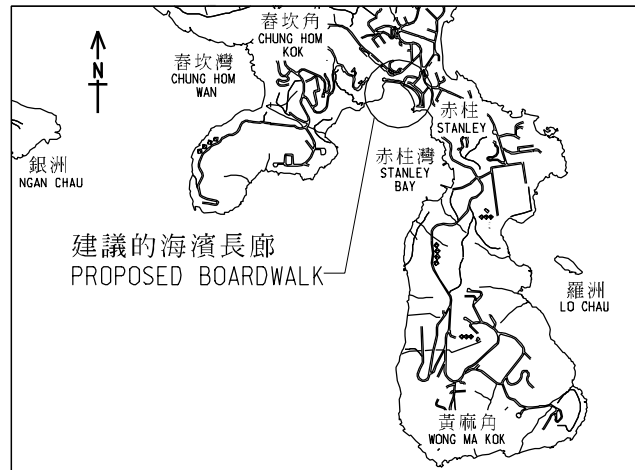 舂坎角
CHUNG HOM
KOK
舂坎灣
CHUNG HOM
WAN
N
赤柱
STANLEY
銀洲
NGAN CHAU
赤柱灣
STANLEY
BAY
建議的海濱長廊
PROPOSED BOARDWALK
羅洲
LO CHAU
黃麻角
WONG MA KOK